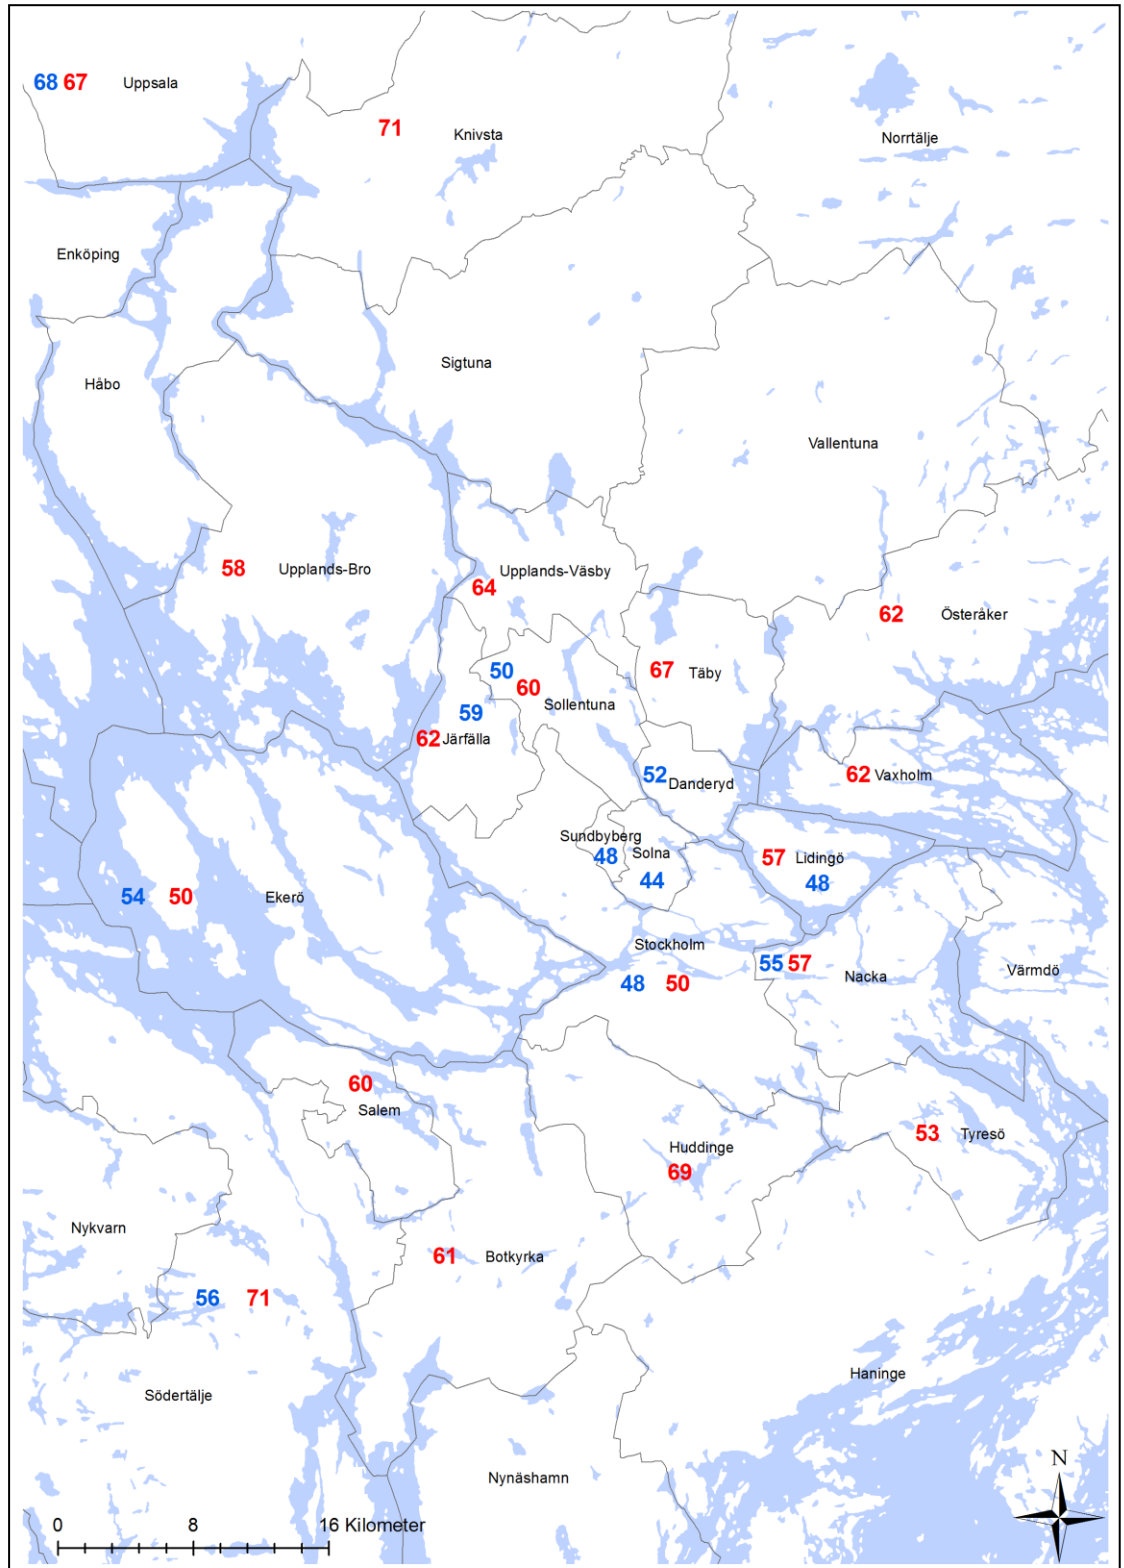 68 67 Uppsala
71 Knivsta
Norrtälje
Enköping
Sigtuna
Håbo
Vallentuna
58 Upplands-Bro
Upplands-Väsby
64
62 Österåker
50
60
67 Täby
Sollentuna
59
62 Järfälla
52 Danderyd
62 Vaxholm
Sundbyberg
48
Solna
44
57 Lidingö
48
54 50 Ekerö
Stockholm
48 50
55 57
Nacka
Värmdö
60
Salem
53 Tyresö
Huddinge
69
Nykvarn
61 Botkyrka
56 71
Södertälje
Haninge
Nynäshamn
N
0 8 16 Kilometer